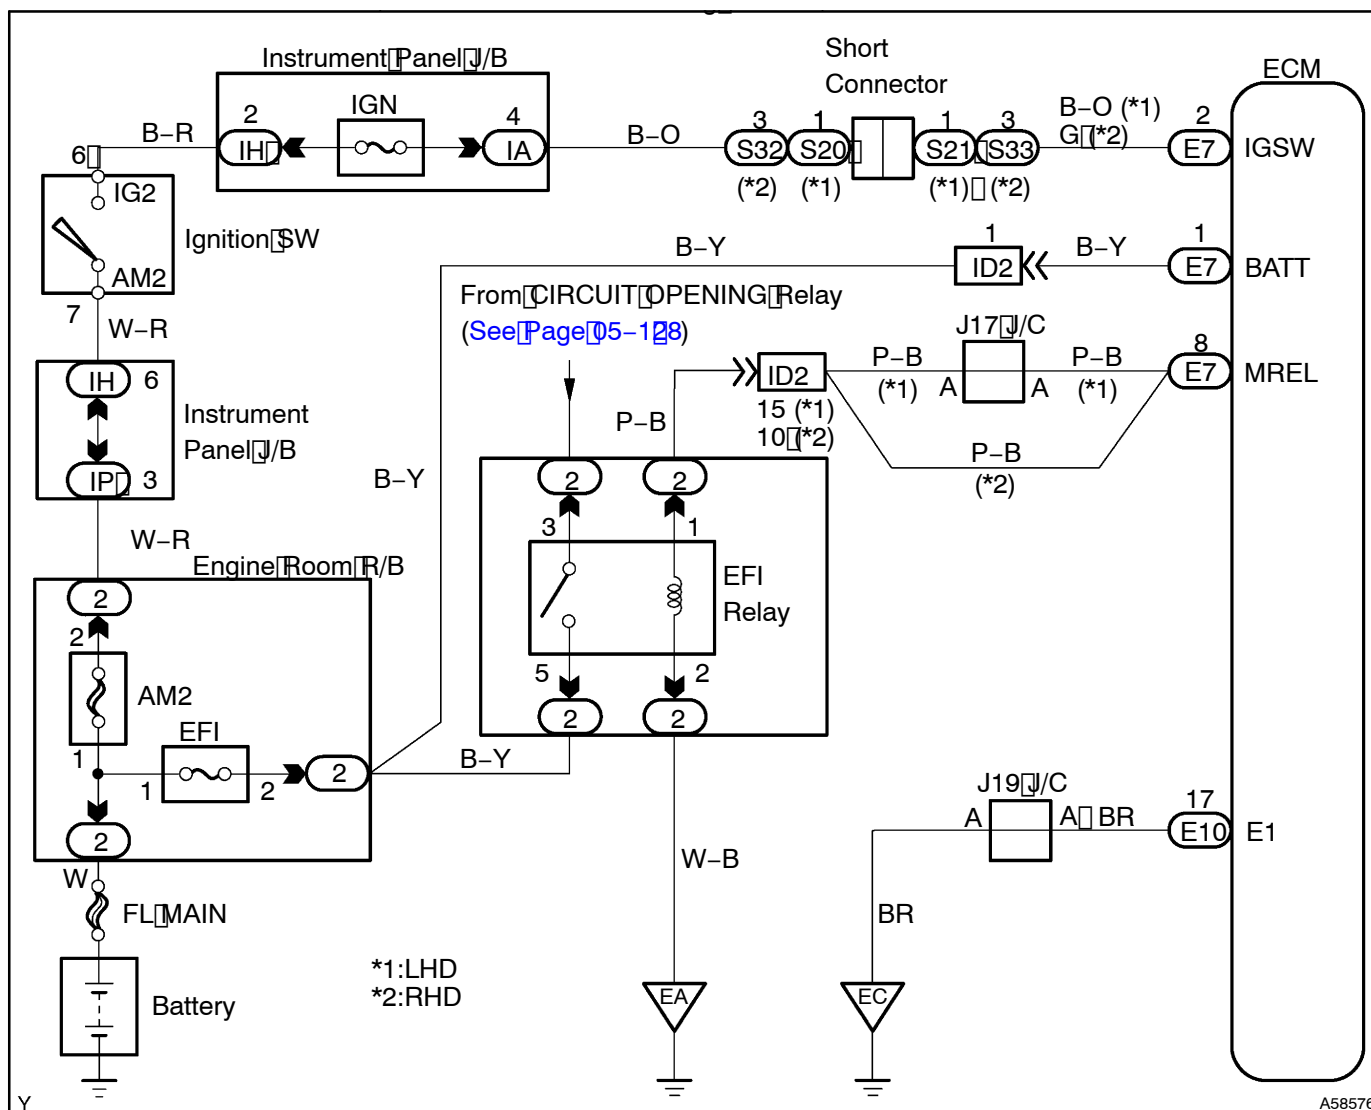 Instrument Panel J/B
Short
Connector
ECM
IGN
2
4
B–R
IH
IA
B–O
3
1
1
3
S32
S20
S21
S33
(*2)
(*1)
(*1) (*2)
B–O (*1)
G (*2)
2
E7
IGSW
6
IG2
Ignition SW
AM2
7
W–R
B–Y
1
ID2
B–Y
1
E7
BATT
From CIRCUIT OPENING Relay
(See Page 05–128)
J17 J/C
P–B
(*1)
A
A
P–B
(*1)
8
E7
MREL
ID2
15 (*1)
10 (*2)
P–B
(*2)
IH
6
Instrument
Panel J/B
IP
3
P–B
B–Y
2
2
3
1
W–R
Engine Room R/B
EFI
Relay
2
2
AM2
5
2
2
2
EFI
1
1
2
2
B–Y
J19 J/C
A
A BR
17
E10
E1
2
W
FL MAIN
W–B
BR
*1:LHD
*2:RHD
EA
EC
Battery
Y
A58576